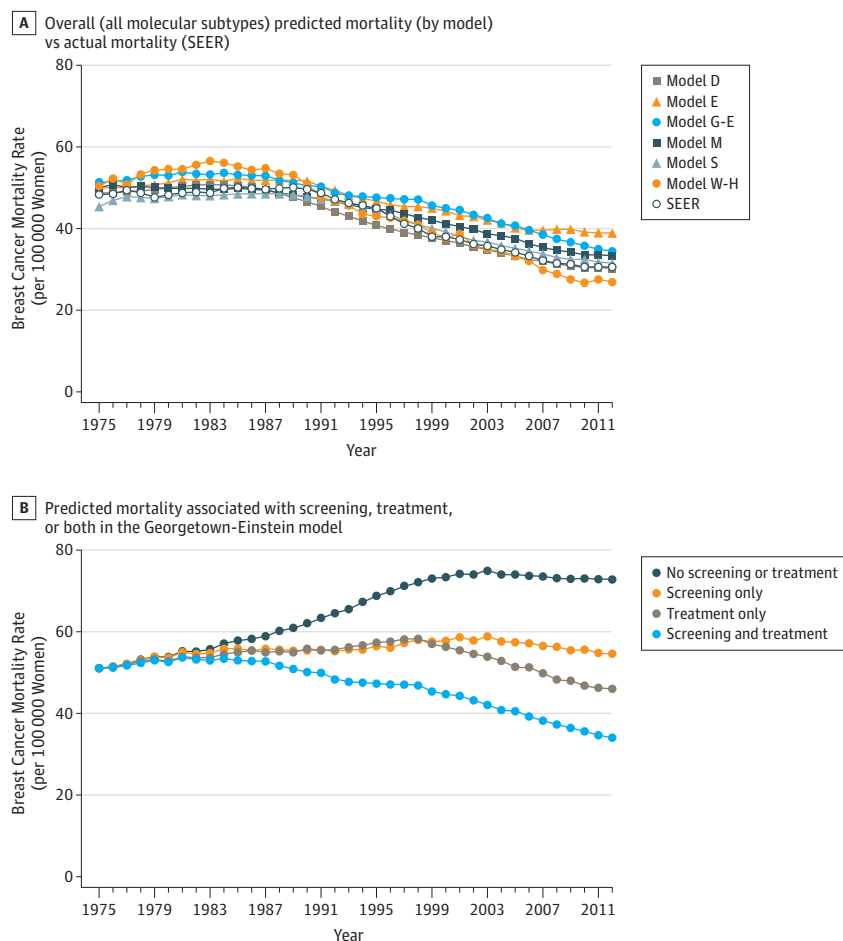 A Overall (all molecular subtypes) predicted mortality (by model)
vs actual mortality (SEER)
80
60
40
20
0
Breast Cancer Mortality Rate
(per 100 000 Women)
1975 1979 1983 1987 1991 1995 1999 2003 2007 2011
Year
Model D
Model E
Model G-E
Model M
Model S
Model W-H
SEER
B Predicted mortality associated with screening, treatment,
or both in the Georgetown-Einstein model
80
60
40
20
0
Breast Cancer Mortality Rate
(per 100 000 Women)
1975 1979 1983 1987 1991 1995 1999 2003 2007 2011
Year
No screening or treatment
Screening only
Treatment only
Screening and treatment